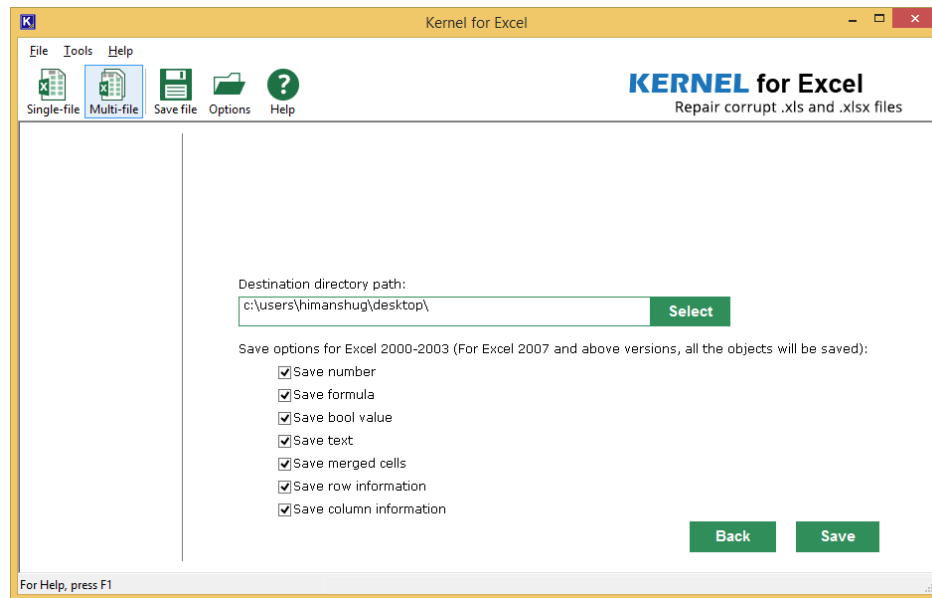 K
Kernel for Excel
File Tools Help
Single-file Multi-file Save file Options Help
KERNEL for Excel
Repair corrupt .xls and .xlsx files
Destination directory path:
c:\users\himanshug\desktop\
Select
Save options for Excel 2000-2003 (For Excel 2007 and above versions, all the objects will be saved):
Save number
Save formula
Save bool value
Save text
Save merged cells
Save row information
Save column information
Back Save
For Help, press F1